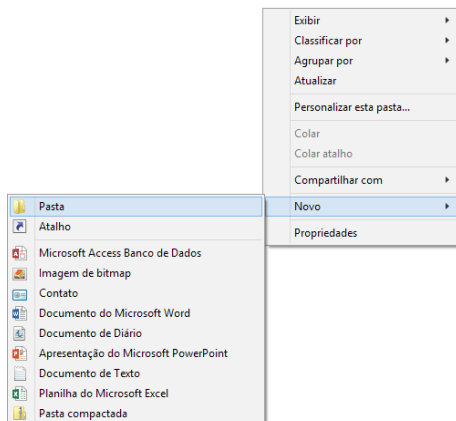 Exibir
Classificar por
Agrupar por
Atualizar
Personalizar esta pasta...
Colar
Colar atalho
Compartilhar com
Novo
Propriedades
Pasta
Atalho
Microsoft Access Banco de Dados
Imagem de bitmap
Contato
Documento do Microsoft Word
Documento de Diário
Apresentação do Microsoft PowerPoint
Documento de Texto
Planilha do Microsoft Excel
Pasta compactada